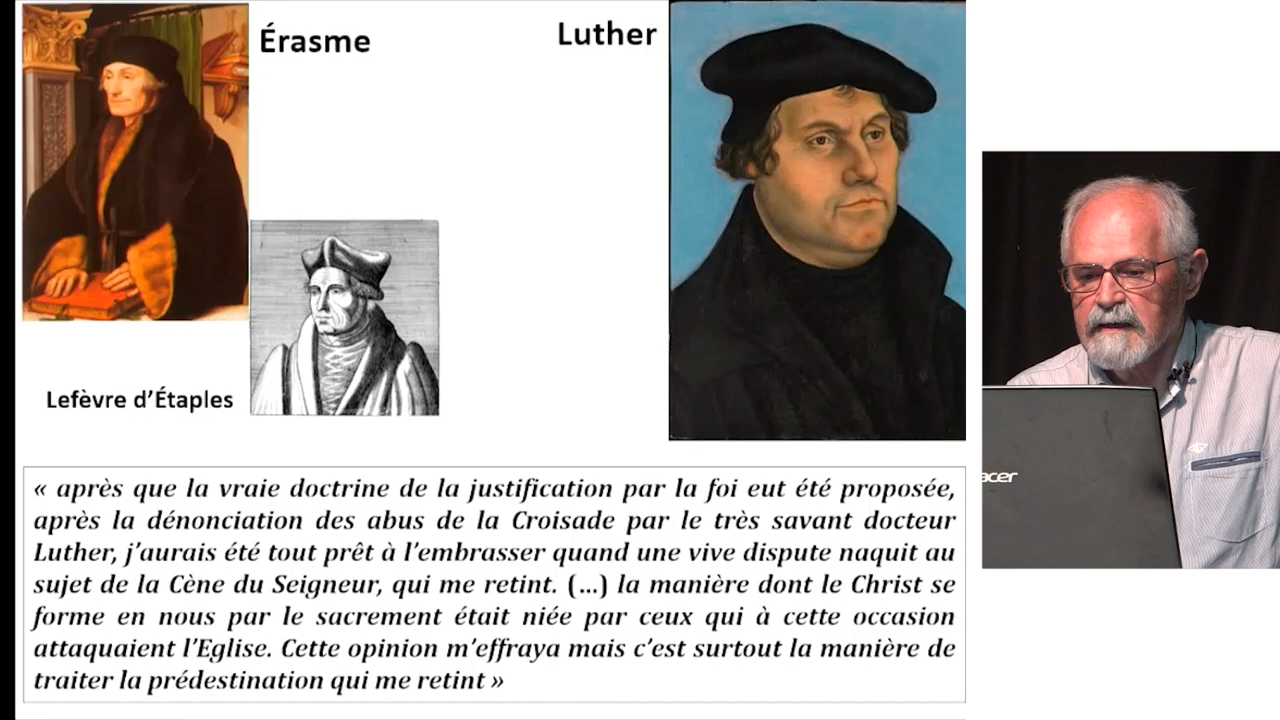 Érasme
Luther
Lefèvre d’Étaples
« après que la vraie doctrine de la justification par la foi eut été proposée,
après la dénonciation des abus de la Croisade par le très savant docteur
Luther, j’aurais été tout prêt à l’embrasser quand une vive dispute naquit au
sujet de la Cène du Seigneur, qui me retint. (…) la manière dont le Christ se
forme en nous par le sacrement était niée par ceux qui à cette occasion
attaquaient l’Eglise. Cette opinion m’effraya mais c’est surtout la manière de
traiter la prédestination qui me retint »
acer